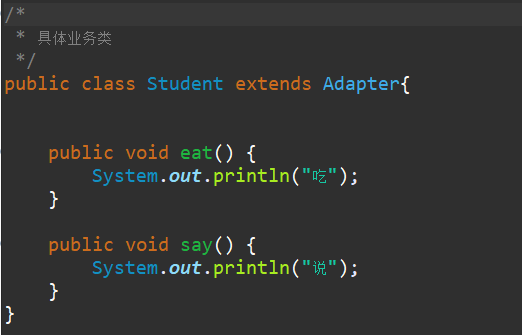 /*
 * 具体业务类
 */
public class Student extends Adapter{
    public void eat() {
        System.out.println("吃");
    }
    public void say() {
        System.out.println("说");
    }
}